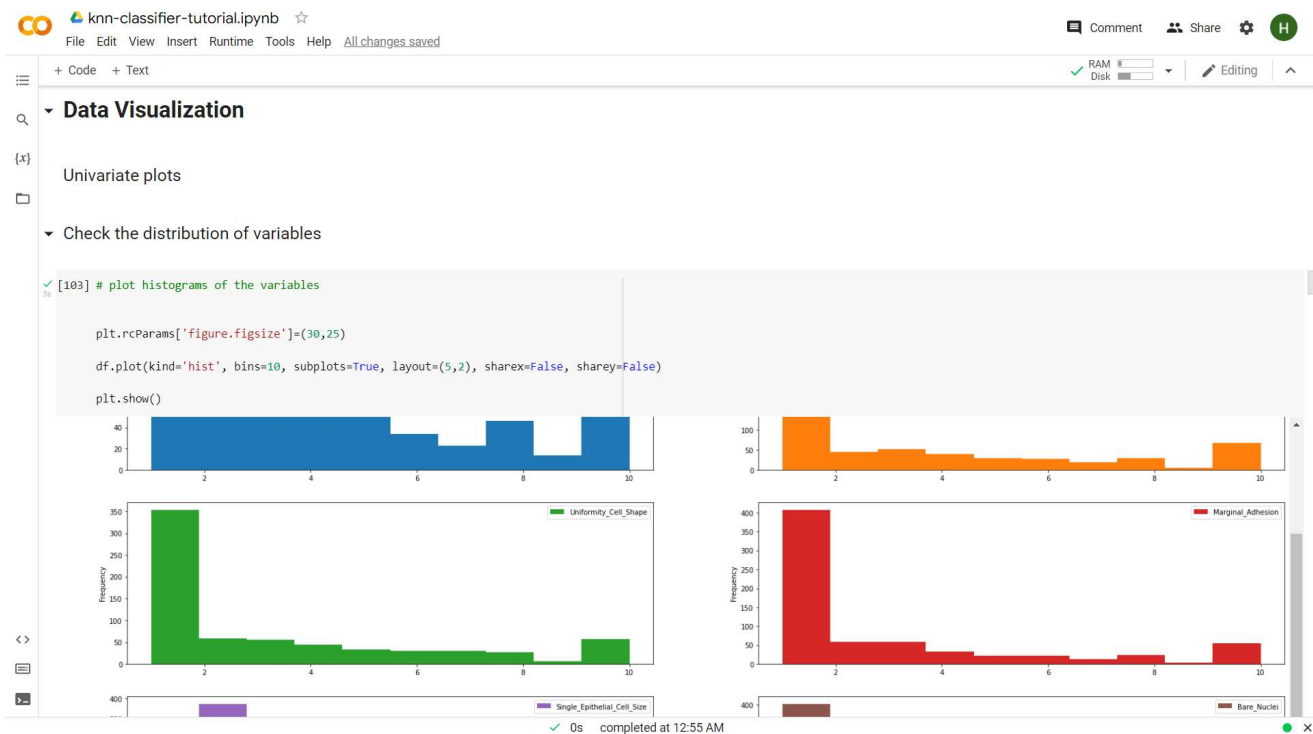 knn-classifier-tutorial.ipynb
Comment
Share
H
File Edit View Insert Runtime Tools Help All changes saved
+ Code + Text
RAM
Disk
Editing
Data Visualization
{x}
Univariate plots
Check the distribution of variables
[103] # plot histograms of the variables
3s
plt.rcParams['figure.figsize']=(30,25)
df.plot(kind='hist', bins=10, subplots=True, layout=(5,2), sharex=False, sharey=False)
plt.show()
40
20
0
2 4 6 8 10
100
50
0
2 4 6 8 10
Uniformity_Cell_Shape
350
300
250
200
150
100
50
0
Frequency
2 4 6 8 10
Marginal_Adhesion
400
350
300
250
200
150
100
50
0
Frequency
2 4 6 8 10
400
Single_Epithelial_Cell_Size
400
Bare_Nuclei
0s completed at 12:55 AM